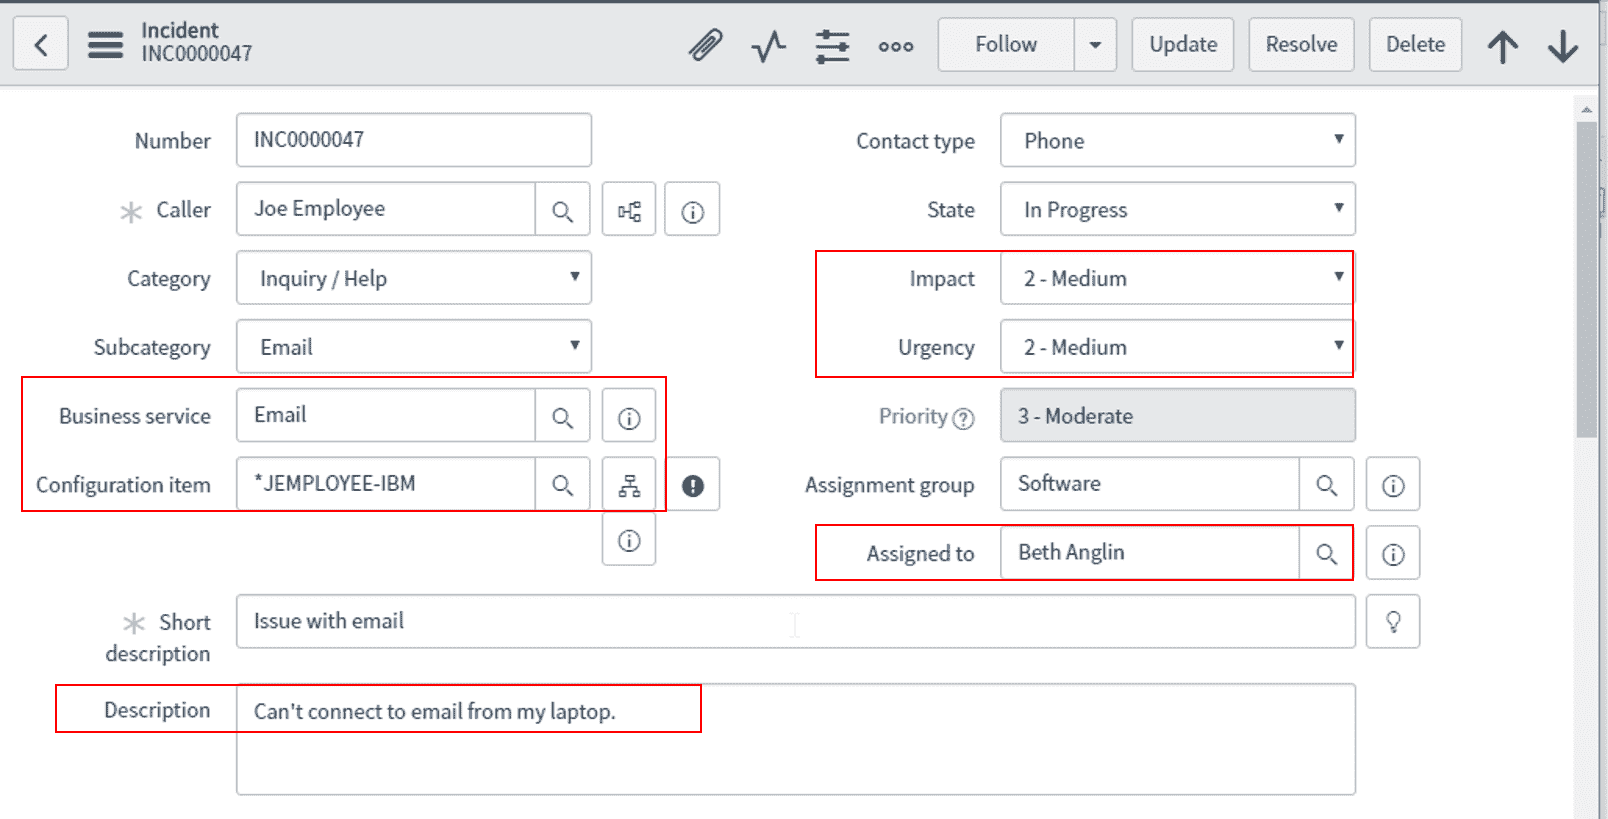 Incident
INC0000047
Follow
Update
Resolve
Delete
Number
INC0000047
Contact type
Phone
Caller
Joe Employee
State
In Progress
Category
Inquiry / Help
Impact
2 - Medium
Subcategory
Email
Urgency
2 - Medium
Business service
Email
Priority
3 - Moderate
Configuration item
*JEMPLOYEE-IBM
Assignment group
Software
Assigned to
Beth Anglin
Short
description
Issue with email
Description
Can't connect to email from my laptop.